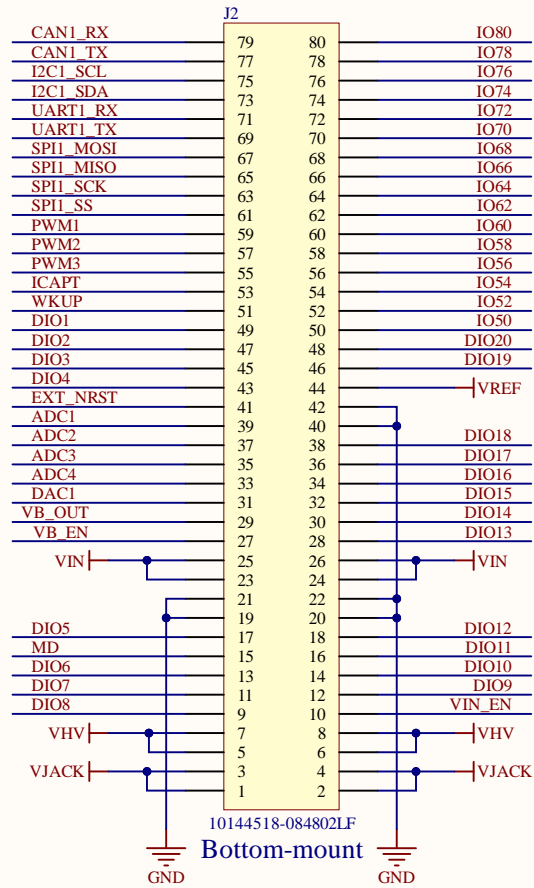 J2
CAN1_RX 79 80 IO80
CAN1_TX 77 78 IO78
I2C1_SCL 75 76 IO76
I2C1_SDA 73 74 IO74
UART1_RX 71 72 IO72
UART1_TX 69 70 IO70
SPI1_MOSI 67 68 IO68
SPI1_MISO 65 66 IO66
SPI1_SCK 63 64 IO64
SPI1_SS 61 62 IO62
PWM1 59 60 IO60
PWM2 57 58 IO58
PWM3 55 56 IO56
ICAPT 53 54 IO54
WKUP 51 52 IO52
DIO1 49 50 IO50
DIO2 47 48 DIO20
DIO3 45 46 DIO19
DIO4 43 44 VREF
EXT_NRST 41 42
ADC1 39 40
ADC2 37 38 DIO18
ADC3 35 36 DIO17
ADC4 33 34 DIO16
DAC1 31 32 DIO15
VB_OUT 29 30 DIO14
VB_EN 27 28 DIO13
VIN 25 26 VIN
23 24
21 22
19 20
DIO5 17 18 DIO12
MD 15 16 DIO11
DIO6 13 14 DIO10
DIO7 11 12 DIO9
DIO8 9 10 VIN_EN
VHV 7 8 VHV
5 6
VJACK 3 4 VJACK
1 2
10144518-084802LF
Bottom-mount
GND GND